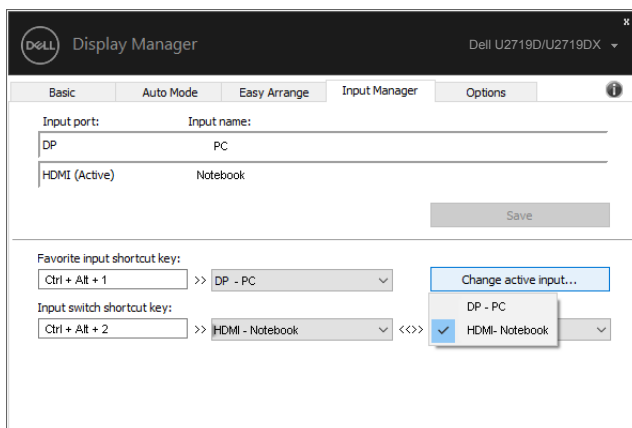 x
DELL Display Manager Dell U2719D/U2719DX
Basic Auto Mode Easy Arrange Input Manager Options i
Input port: Input name:
DP PC
HDMI (Active) Notebook
Save
Favorite input shortcut key:
Ctrl + Alt + 1 >> DP - PC Change active input...
Input switch shortcut key:
DP - PC
Ctrl + Alt + 2 >> HDMI - Notebook <<>> HDMI- Notebook